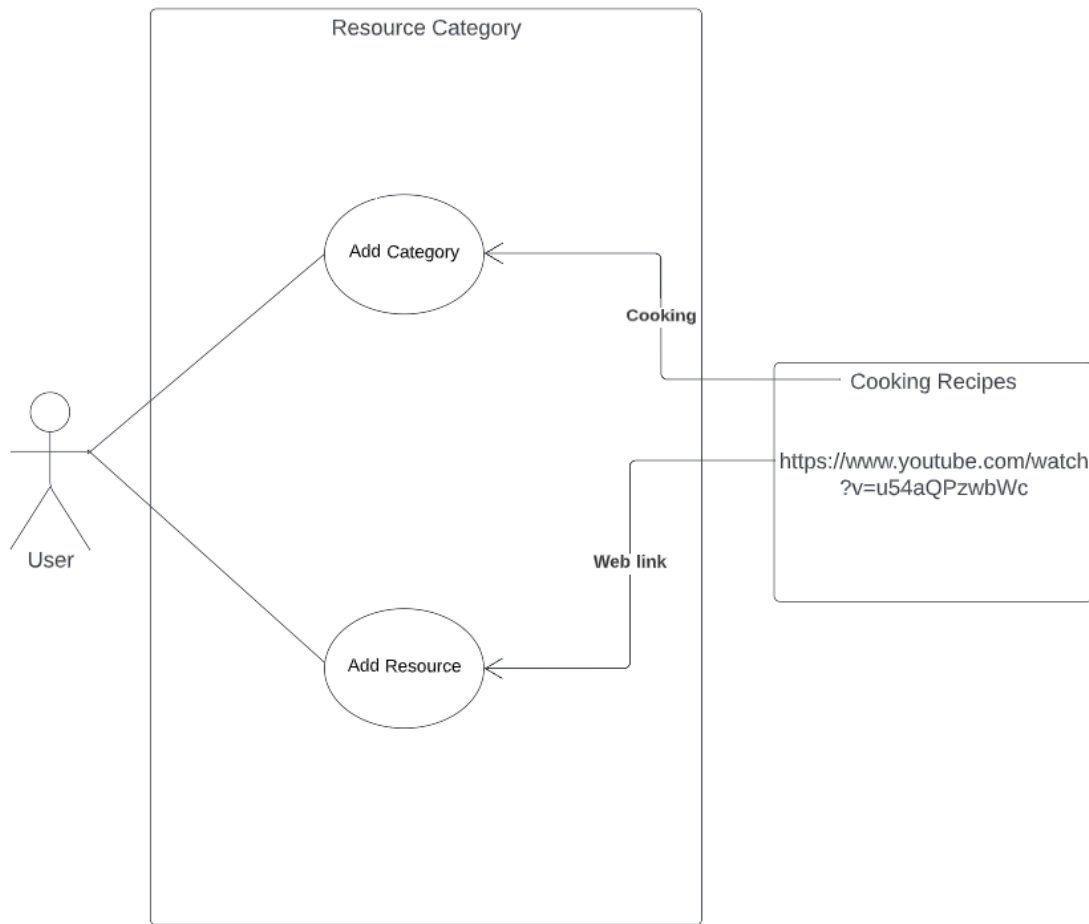 Resource Category
Add Category
Cooking
Cooking Recipes
https://www.youtube.com/watch
?v=u54aQPzwbWc
Web link
User
Add Resource